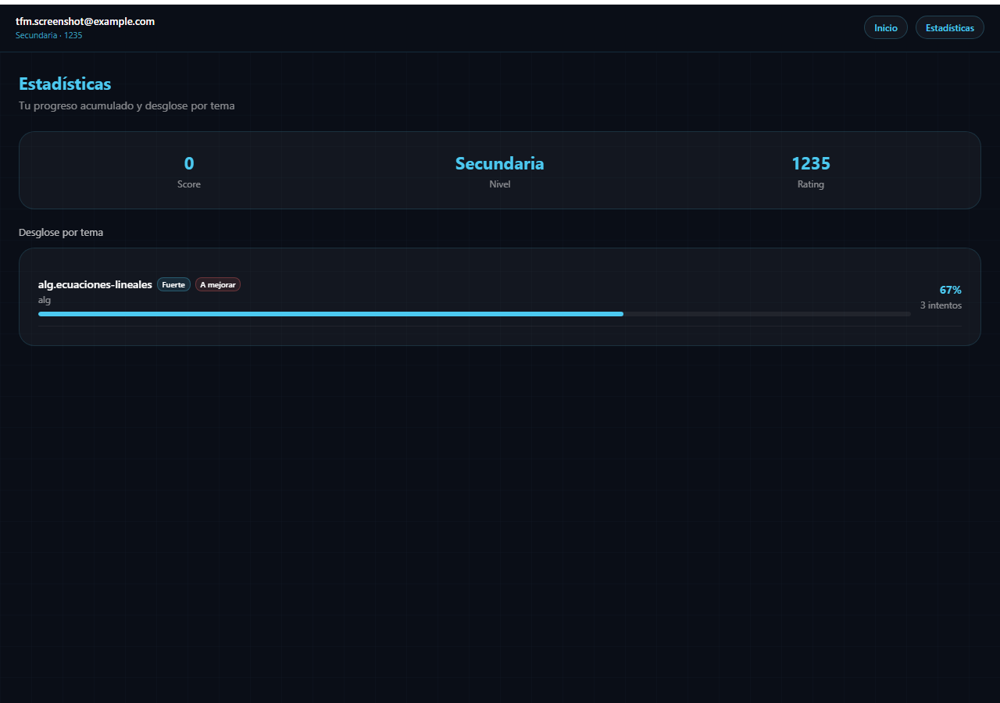 tfm.screenshot@example.com
Secundaria · 1235
Inicio
Estadísticas
Estadísticas
Tu progreso acumulado y desglose por tema
0
Score
Secundaria
Nivel
1235
Rating
Desglose por tema
alg.ecuaciones-lineales Fuerte A mejorar
alg
67%
3 intentos